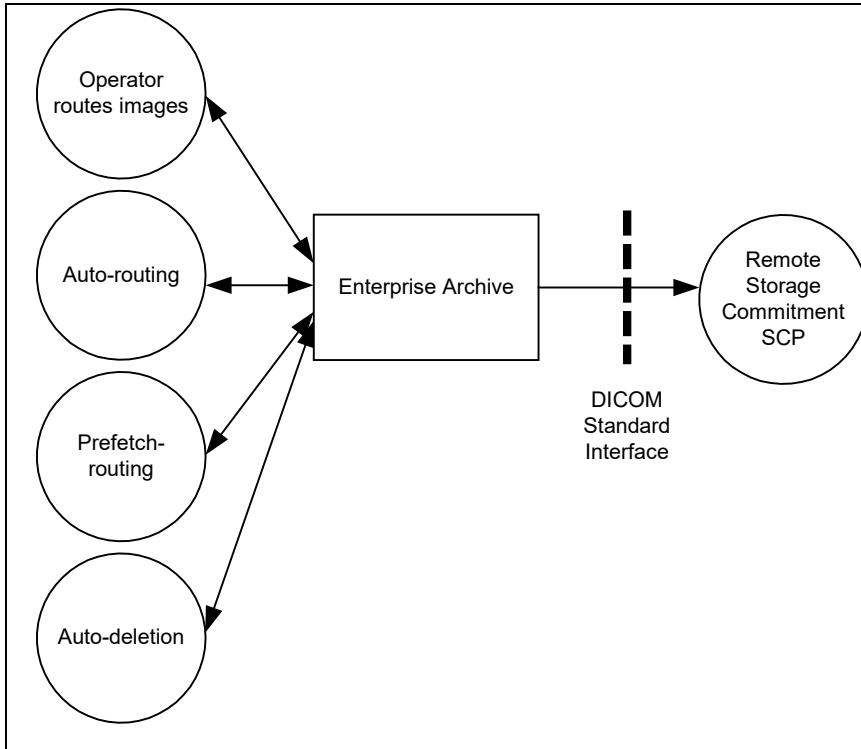 Operator
routes images
Auto-routing
Prefetch-
routing
Auto-deletion
Enterprise Archive
DICOM
Standard
Interface
Remote
Storage
Commitment
SCP